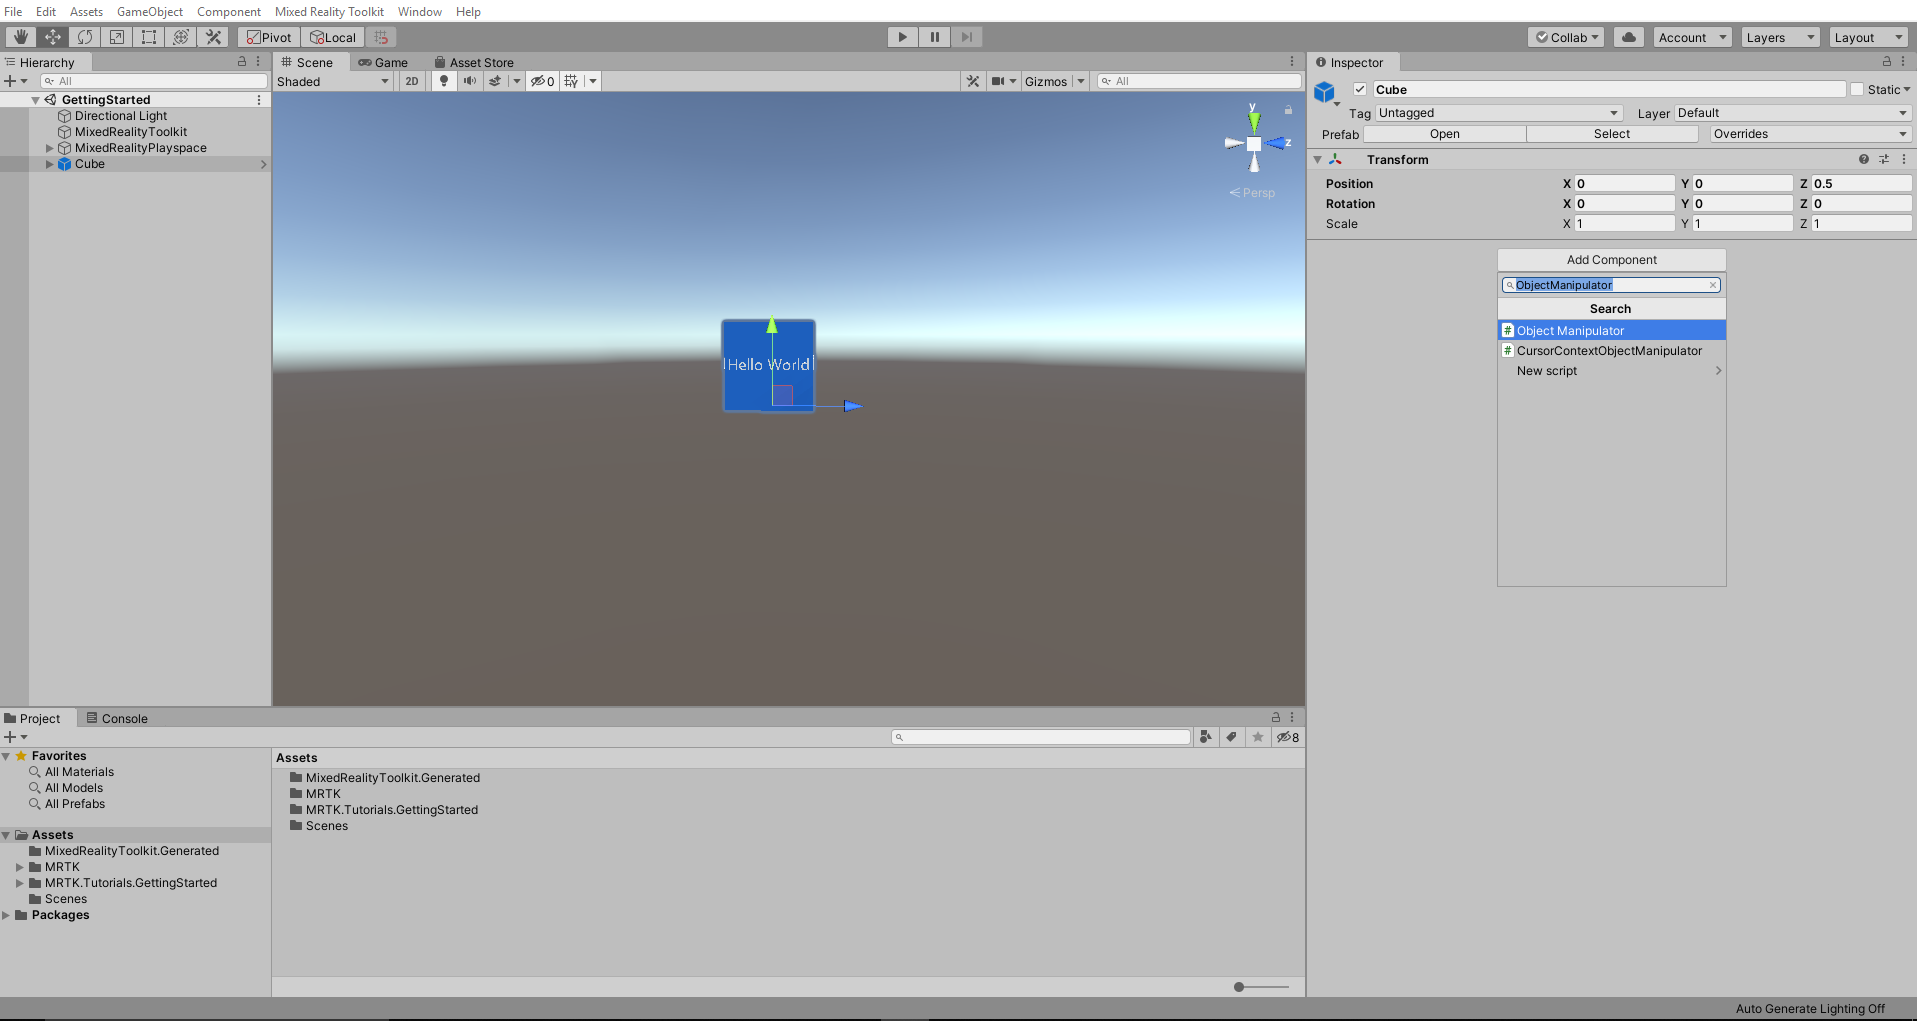 File Edit Assets GameObject Component Mixed Reality Toolkit Window Help
Pivot Local Collab Account Layers Layout
Hierarchy
All
GettingStarted
Directional Light
MixedRealityToolkit
MixedRealityPlayspace
Cube
Scene Game Asset Store
Shaded 2D 0 Gizmos All
y
z
Persp
Hello World
Inspector
Cube Static
Tag Untagged Layer Default
Prefab Open Select Overrides
Transform
Position X 0 Y 0 Z 0.5
Rotation X 0 Y 0 Z 0
Scale X 1 Y 1 Z 1
Add Component
ObjectManipulator
Search
# Object Manipulator
# CursorContextObjectManipulator
New script
Project Console
8
Favorites
All Materials
All Models
All Prefabs
Assets
MixedRealityToolkit.Generated
MRTK
MRTK.Tutorials.GettingStarted
Scenes
Packages
Assets
MixedRealityToolkit.Generated
MRTK
MRTK.Tutorials.GettingStarted
Scenes
Auto Generate Lighting Off